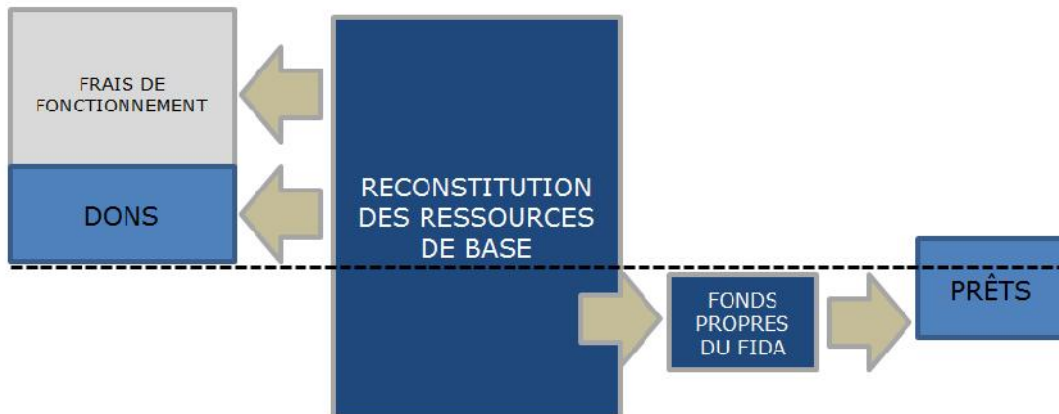 FRAIS DE
FONCTIONNEMENT
DONS
RECONSTITUTION
DES RESSOURCES
DE BASE
FONDS
PROPRES
DU FIDA
PRÊTS